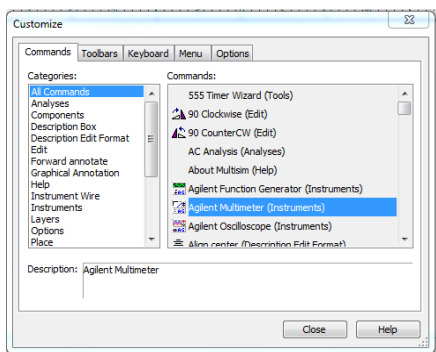 Customize
Commands Toolbars Keyboard Menu Options
Categories:
All Commands
Analyses
Components
Description Box
Description Edit Format
Edit
Forward annotate
Graphical Annotation
Help
Instrument Wire
Instruments
Layers
Options
Place
Commands:
555 Timer Wizard (Tools)
90 Clockwise (Edit)
90 CounterCW (Edit)
AC Analysis (Analyses)
About Multisim (Help)
Agilent Function Generator (Instruments)
Agilent Multimeter (Instruments)
Agilent Oscilloscope (Instruments)
Align center (Description Edit Format)
Description: Agilent Multimeter
Close Help